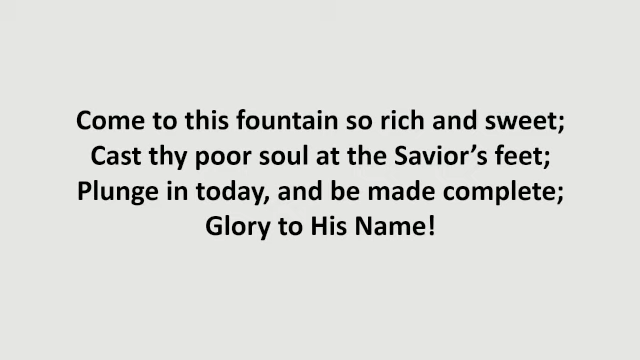 Come to this fountain so rich and sweet;
Cast thy poor soul at the Savior’s feet;
Plunge in today, and be made complete;
Glory to His Name!